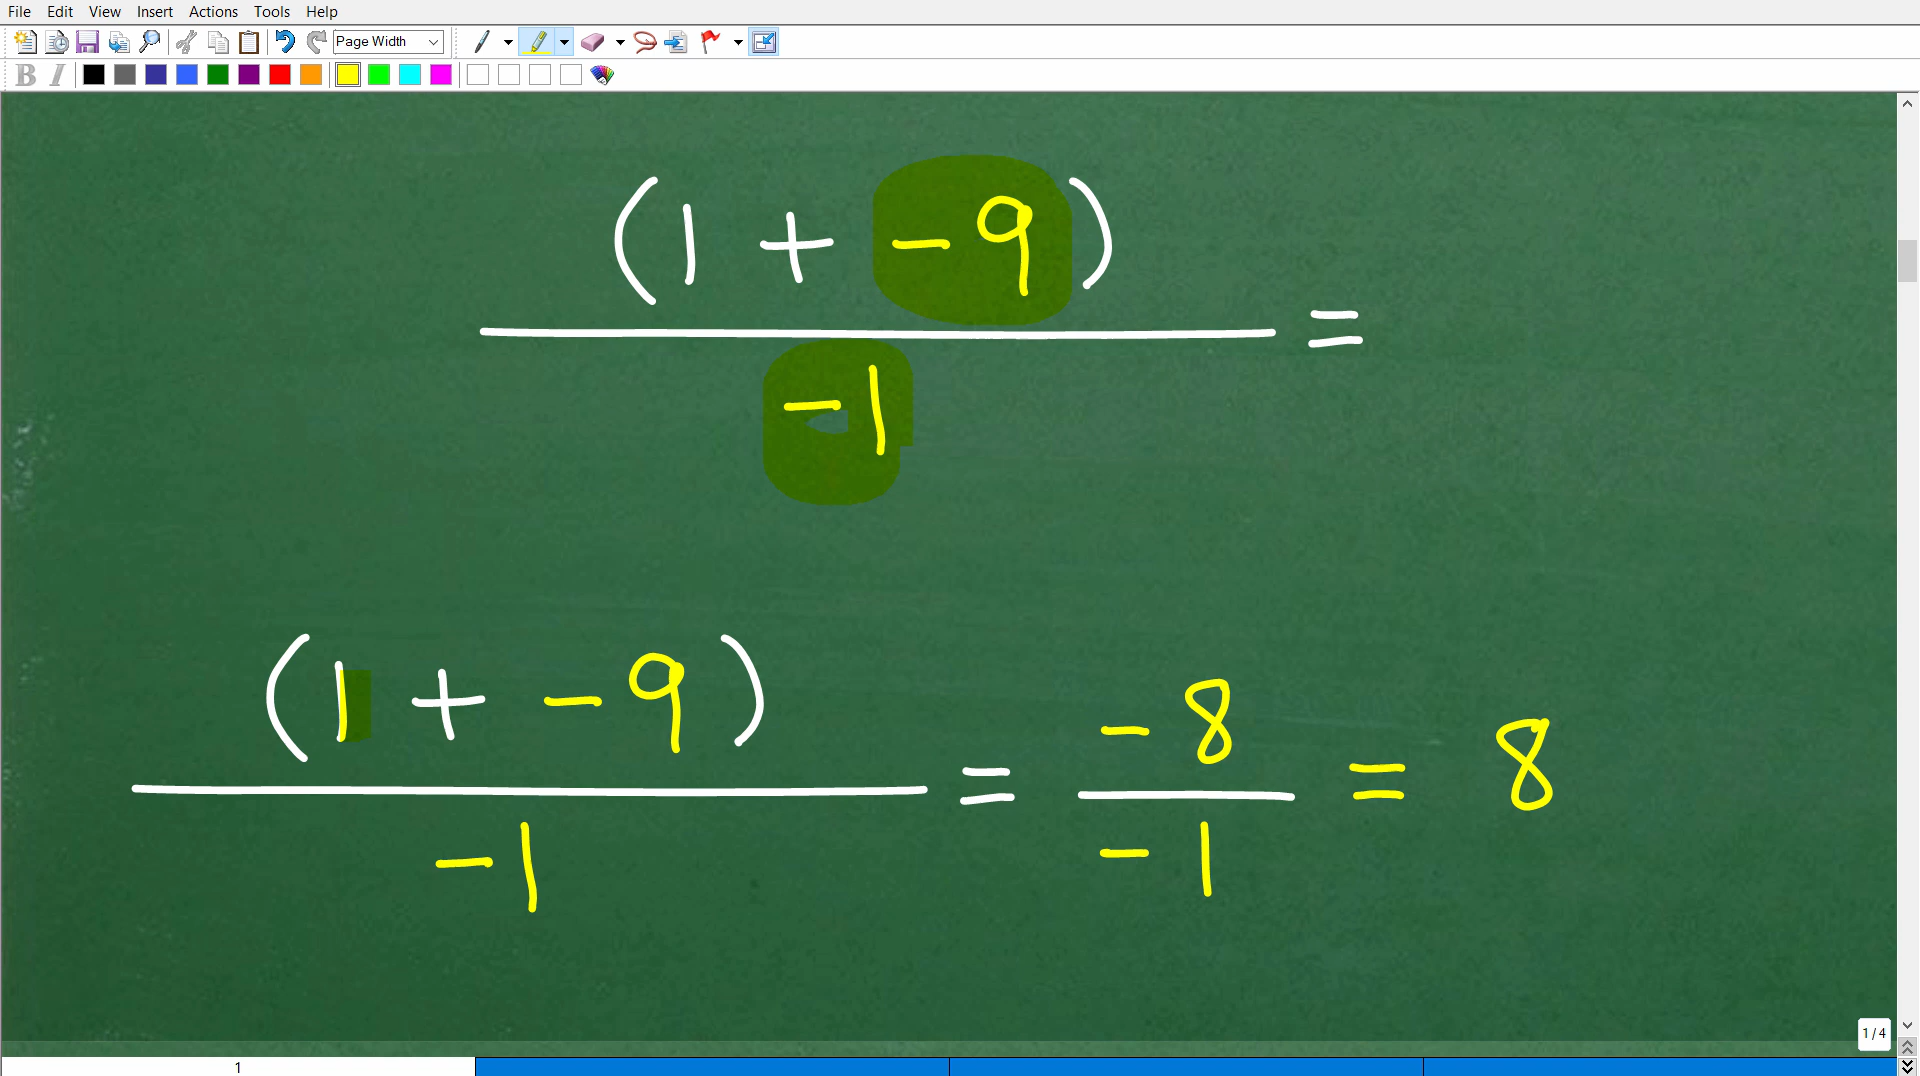 File Edit View Insert Actions Tools Help
Page Width
B I
(1 + -9)
=
-1
(1 + -9)
-8
= = 8
-1
-1
1/4
1